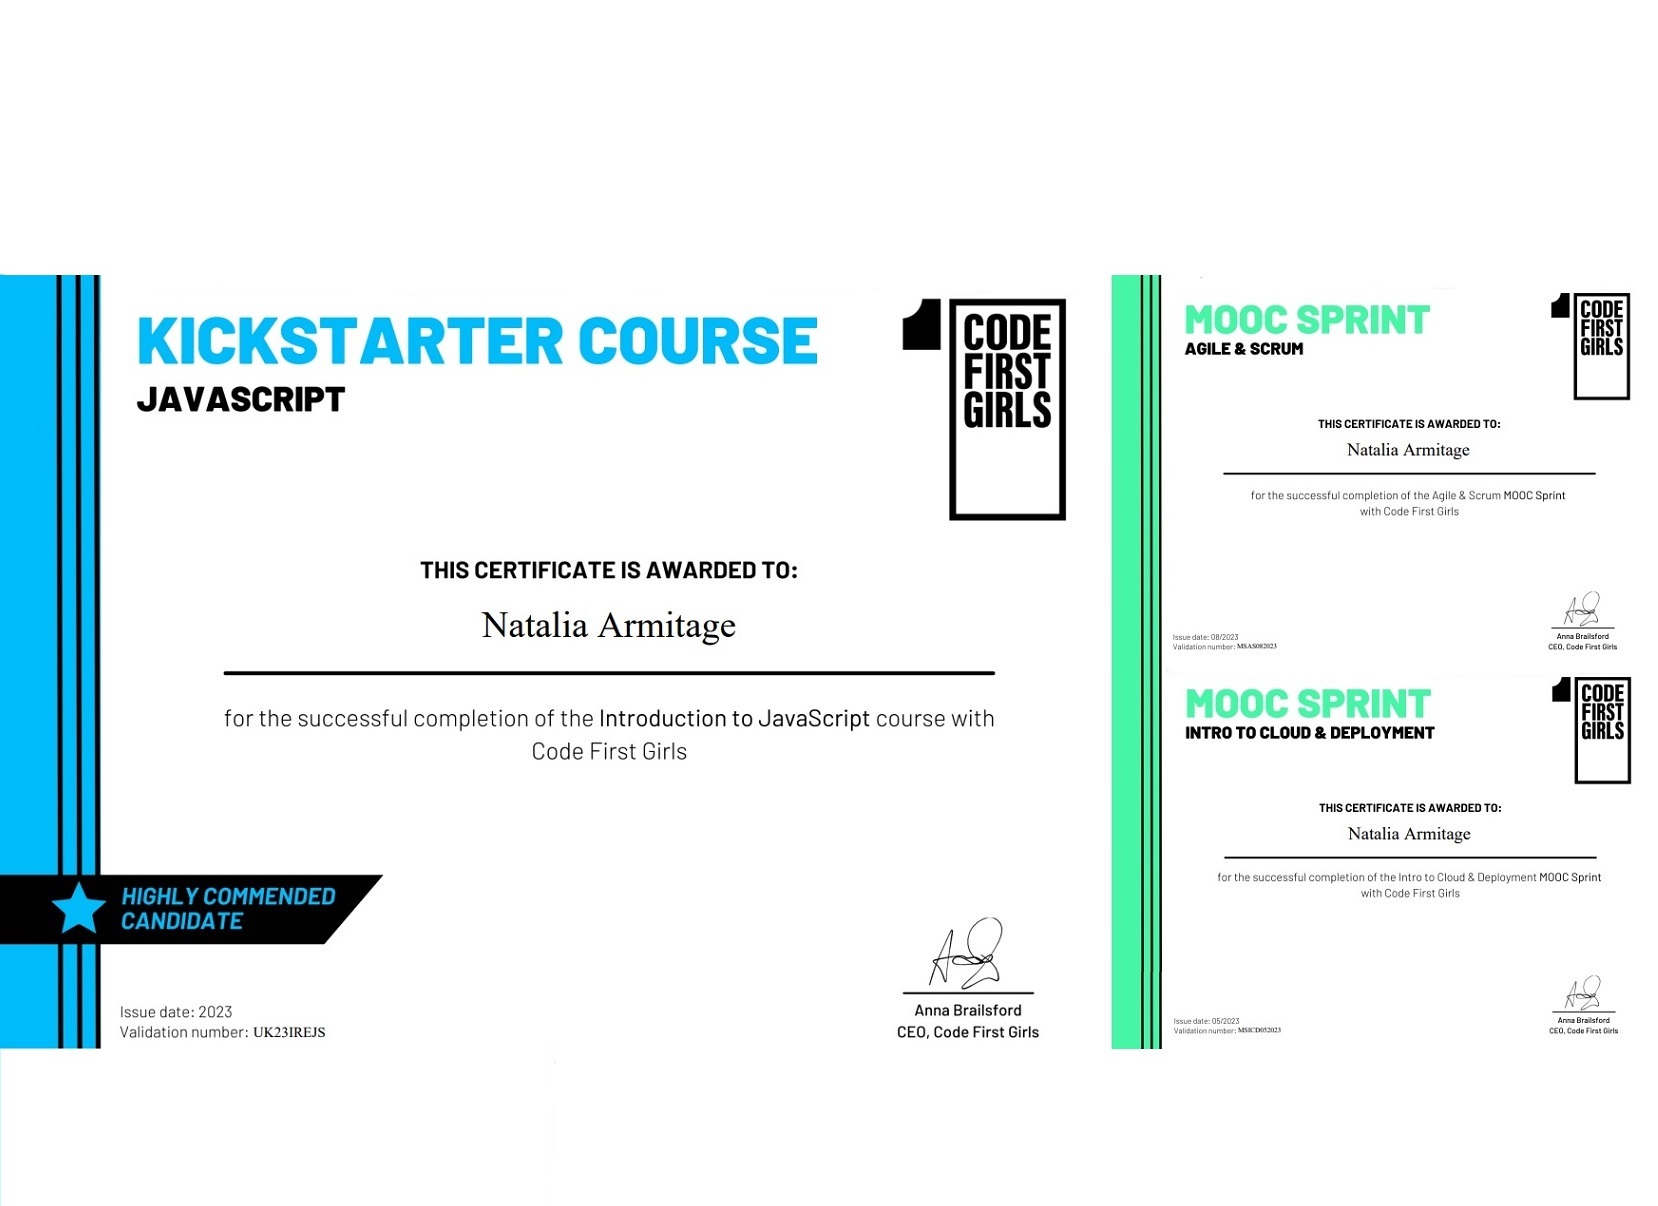 KICKSTARTER COURSE
JAVASCRIPT
CODE
FIRST
GIRLS
THIS CERTIFICATE IS AWARDED TO:
Natalia Armitage
for the successful completion of the Introduction to JavaScript course with
Code First Girls
HIGHLY COMMENDED
CANDIDATE
Issue date: 2023
Validation number: UK23IREJS
Anna Brailsford
CEO, Code First Girls
MOOC SPRINT
AGILE & SCRUM
CODE
FIRST
GIRLS
THIS CERTIFICATE IS AWARDED TO:
Natalia Armitage
for the successful completion of the Agile & Scrum MOOC Sprint
with Code First Girls
Issue date: 08/2023
Validation number: MSAS082023
Anna Brailsford
CEO, Code First Girls
MOOC SPRINT
INTRO TO CLOUD & DEPLOYMENT
CODE
FIRST
GIRLS
THIS CERTIFICATE IS AWARDED TO:
Natalia Armitage
for the successful completion of the Intro to Cloud & Deployment MOOC Sprint
with Code First Girls
Issue date: 05/2023
Validation number: MSICD052023
Anna Brailsford
CEO, Code First Girls